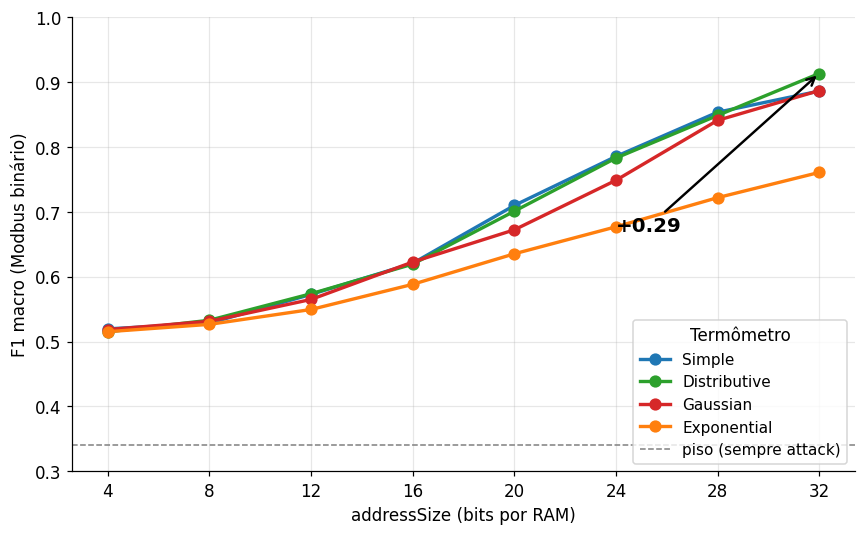 1.0
0.9
0.8
0.7
0.6
0.5
0.4
0.3
F1 macro (Modbus binário)
+0.29
Termômetro
Simple
Distributive
Gaussian
Exponential
piso (sempre attack)
4 8 12 16 20 24 28 32
addressSize (bits por RAM)